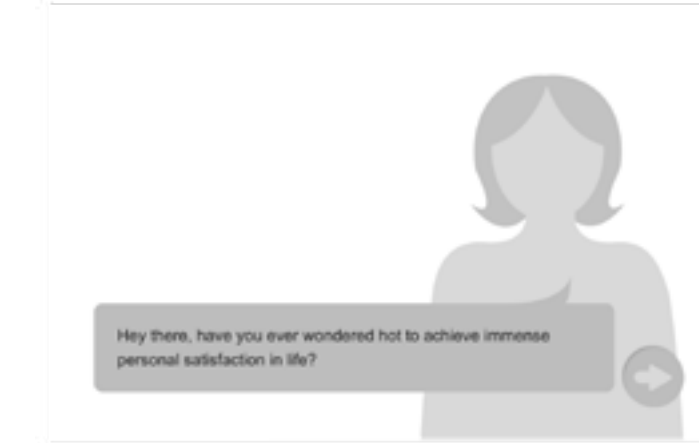 Hey there, have you ever wondered hot to achieve immense
personal satisfaction in life?